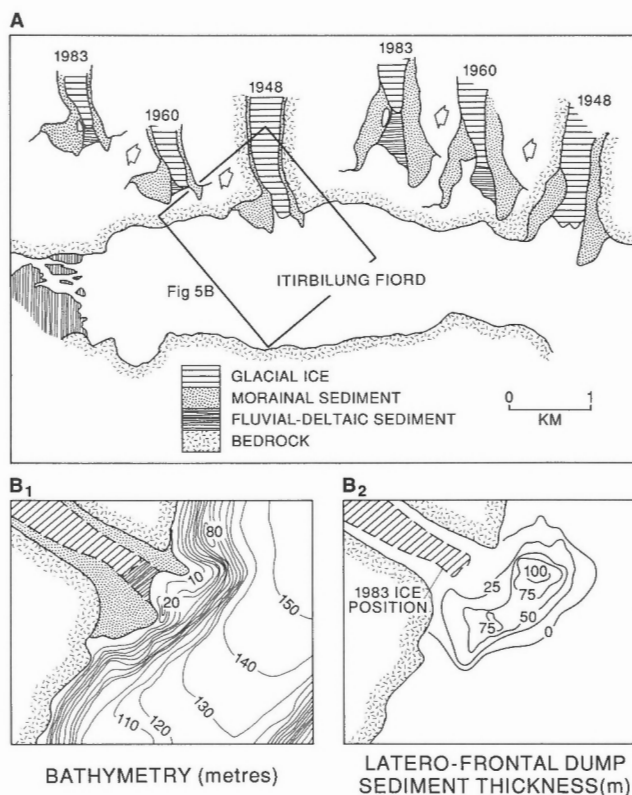 A
1983
1960
1948
1983
1960
1948
Fig 5B
ITIRBILUNG FIORD
GLACIAL ICE
MORAINAL SEDIMENT
FLUVIAL-DELTAIC SEDIMENT
BEDROCK
0 1
KM
B1
80
10
20
150
140
130
120
110
BATHYMETRY (metres)
B2
1983 ICE
POSITION
25
100
75
50
75
0
LATERO-FRONTAL DUMP
SEDIMENT THICKNESS(m)